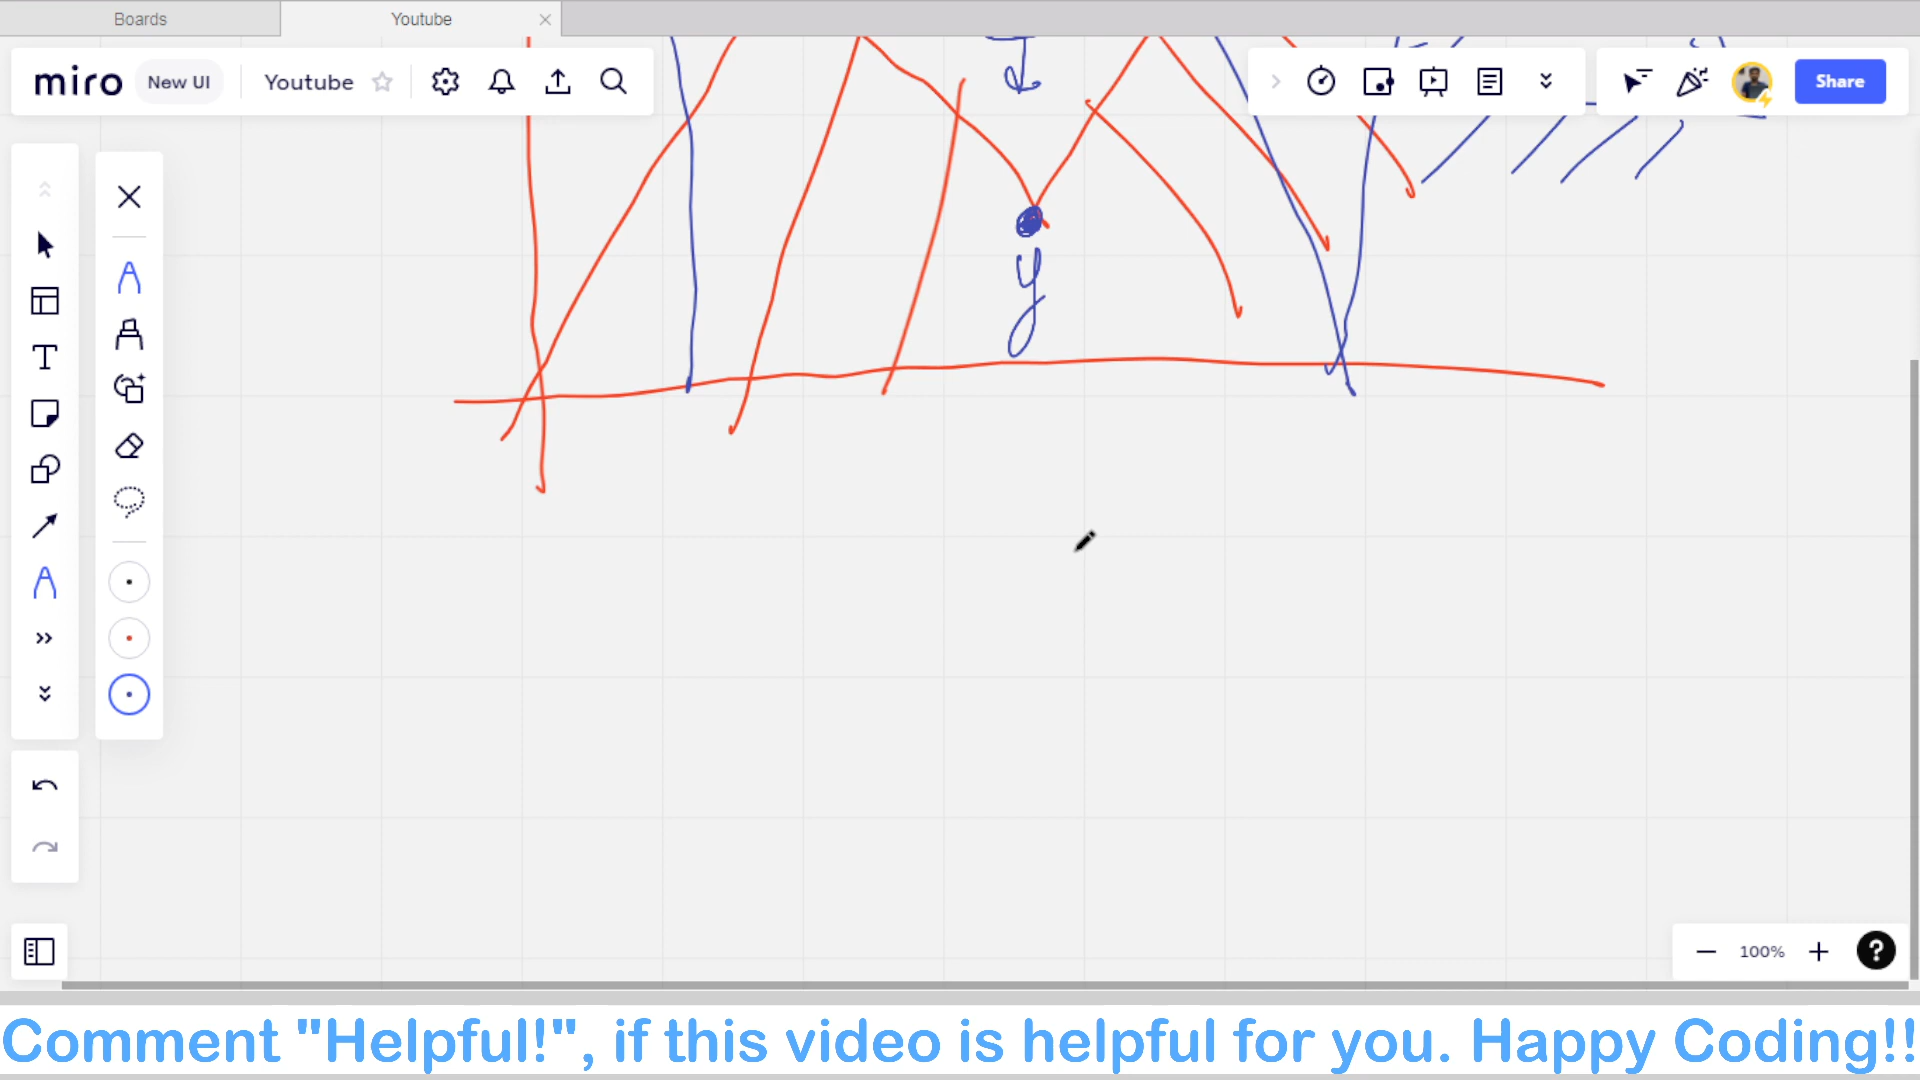 Boards
Youtube
miro
New UI
Youtube
Share
y
100%
Comment "Helpful!", if this video is helpful for you. Happy Coding!!